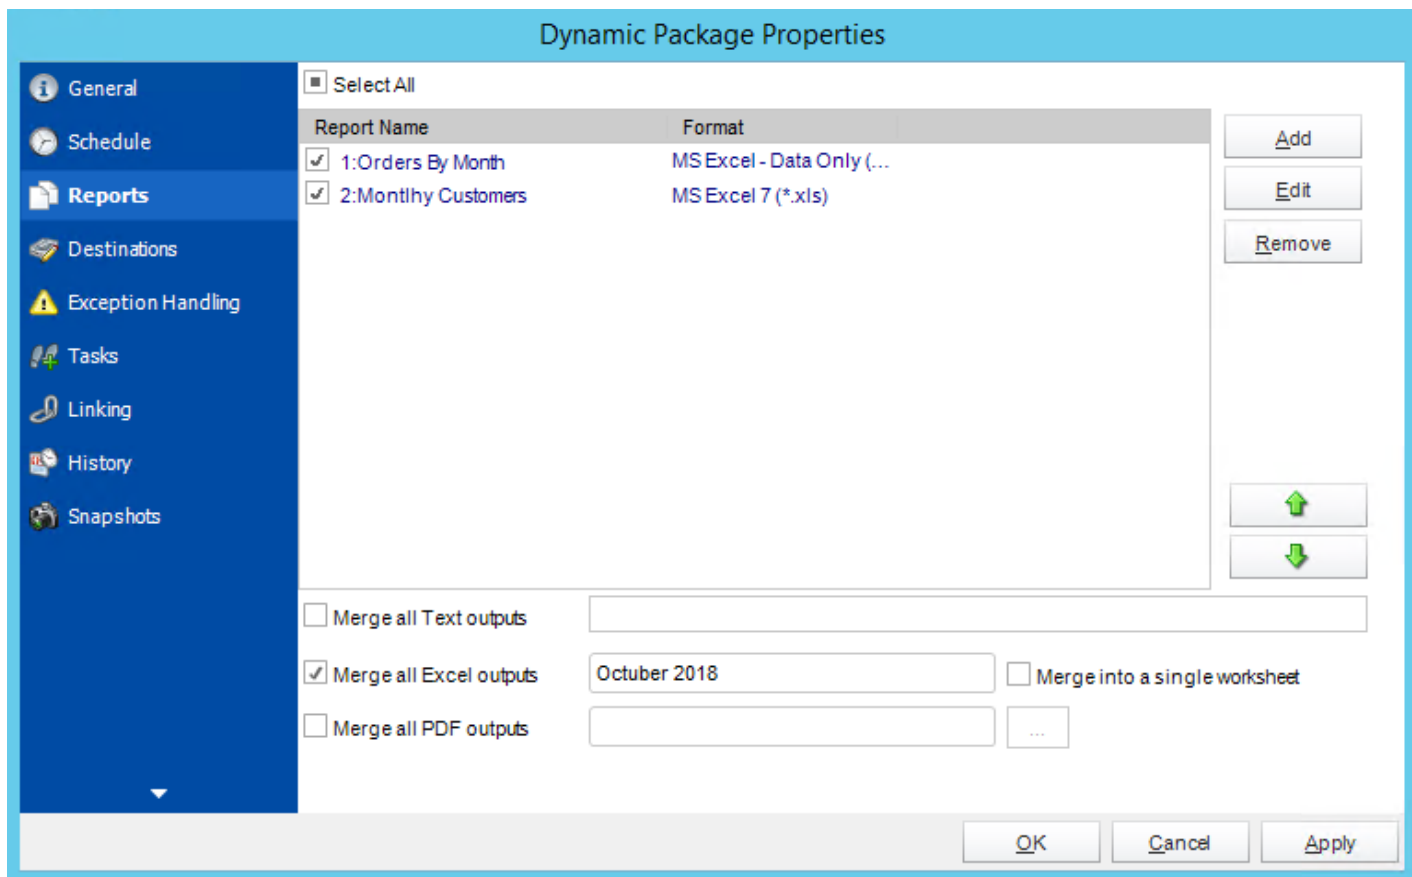 Dynamic Package Properties
General
Schedule
Reports
Destinations
Exception Handling
Tasks
Linking
History
Snapshots
Select All
Report Name Format
1:Orders By Month MS Excel - Data Only (...
2:Montlhy Customers MS Excel 7 (*.xls)
Add
Edit
Remove
Merge all Text outputs
Merge all Excel outputs Octuber 2018 Merge into a single worksheet
Merge all PDF outputs ...
OK Cancel Apply